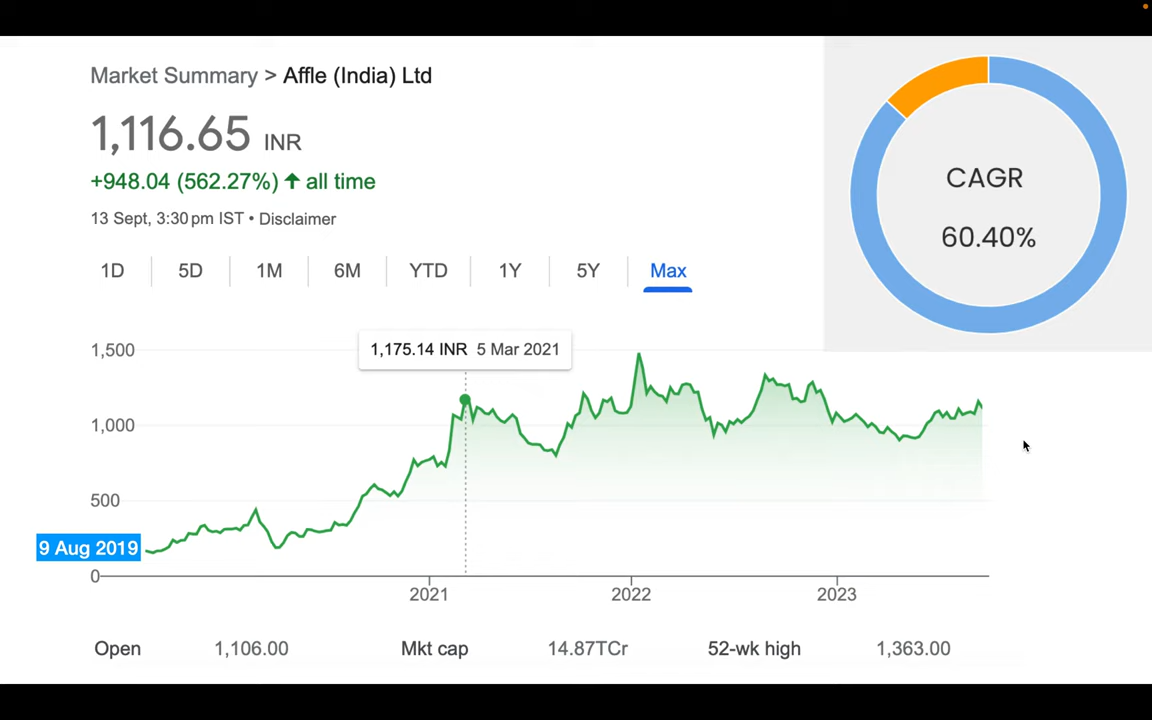 Market Summary > Affle (India) Ltd
1,116.65 INR
+948.04 (562.27%) ↑ all time
13 Sept, 3:30 pm IST • Disclaimer
1D 5D 1M 6M YTD 1Y 5Y Max
CAGR
60.40%
1,175.14 INR 5 Mar 2021
1,500
1,000
500
9 Aug 2019
0
2021 2022 2023
Open 1,106.00 Mkt cap 14.87TCr 52-wk high 1,363.00